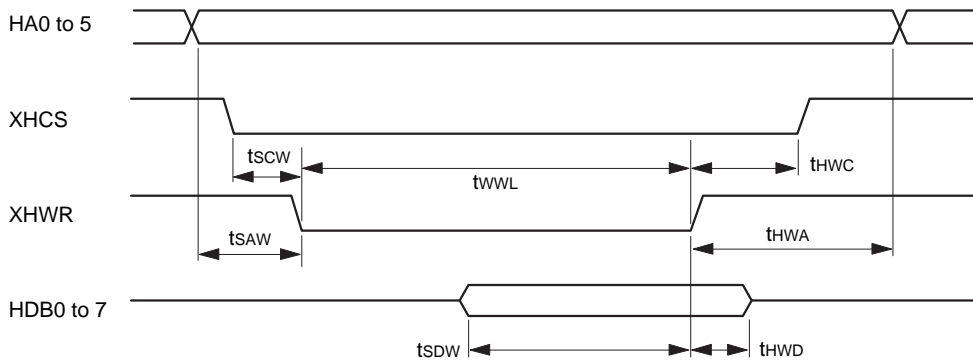 HA0 to 5
XHCS
tSCW
tWWL
tHWC
XHWR
tSAW
tHWA
HDB0 to 7
tSDW
tHWD